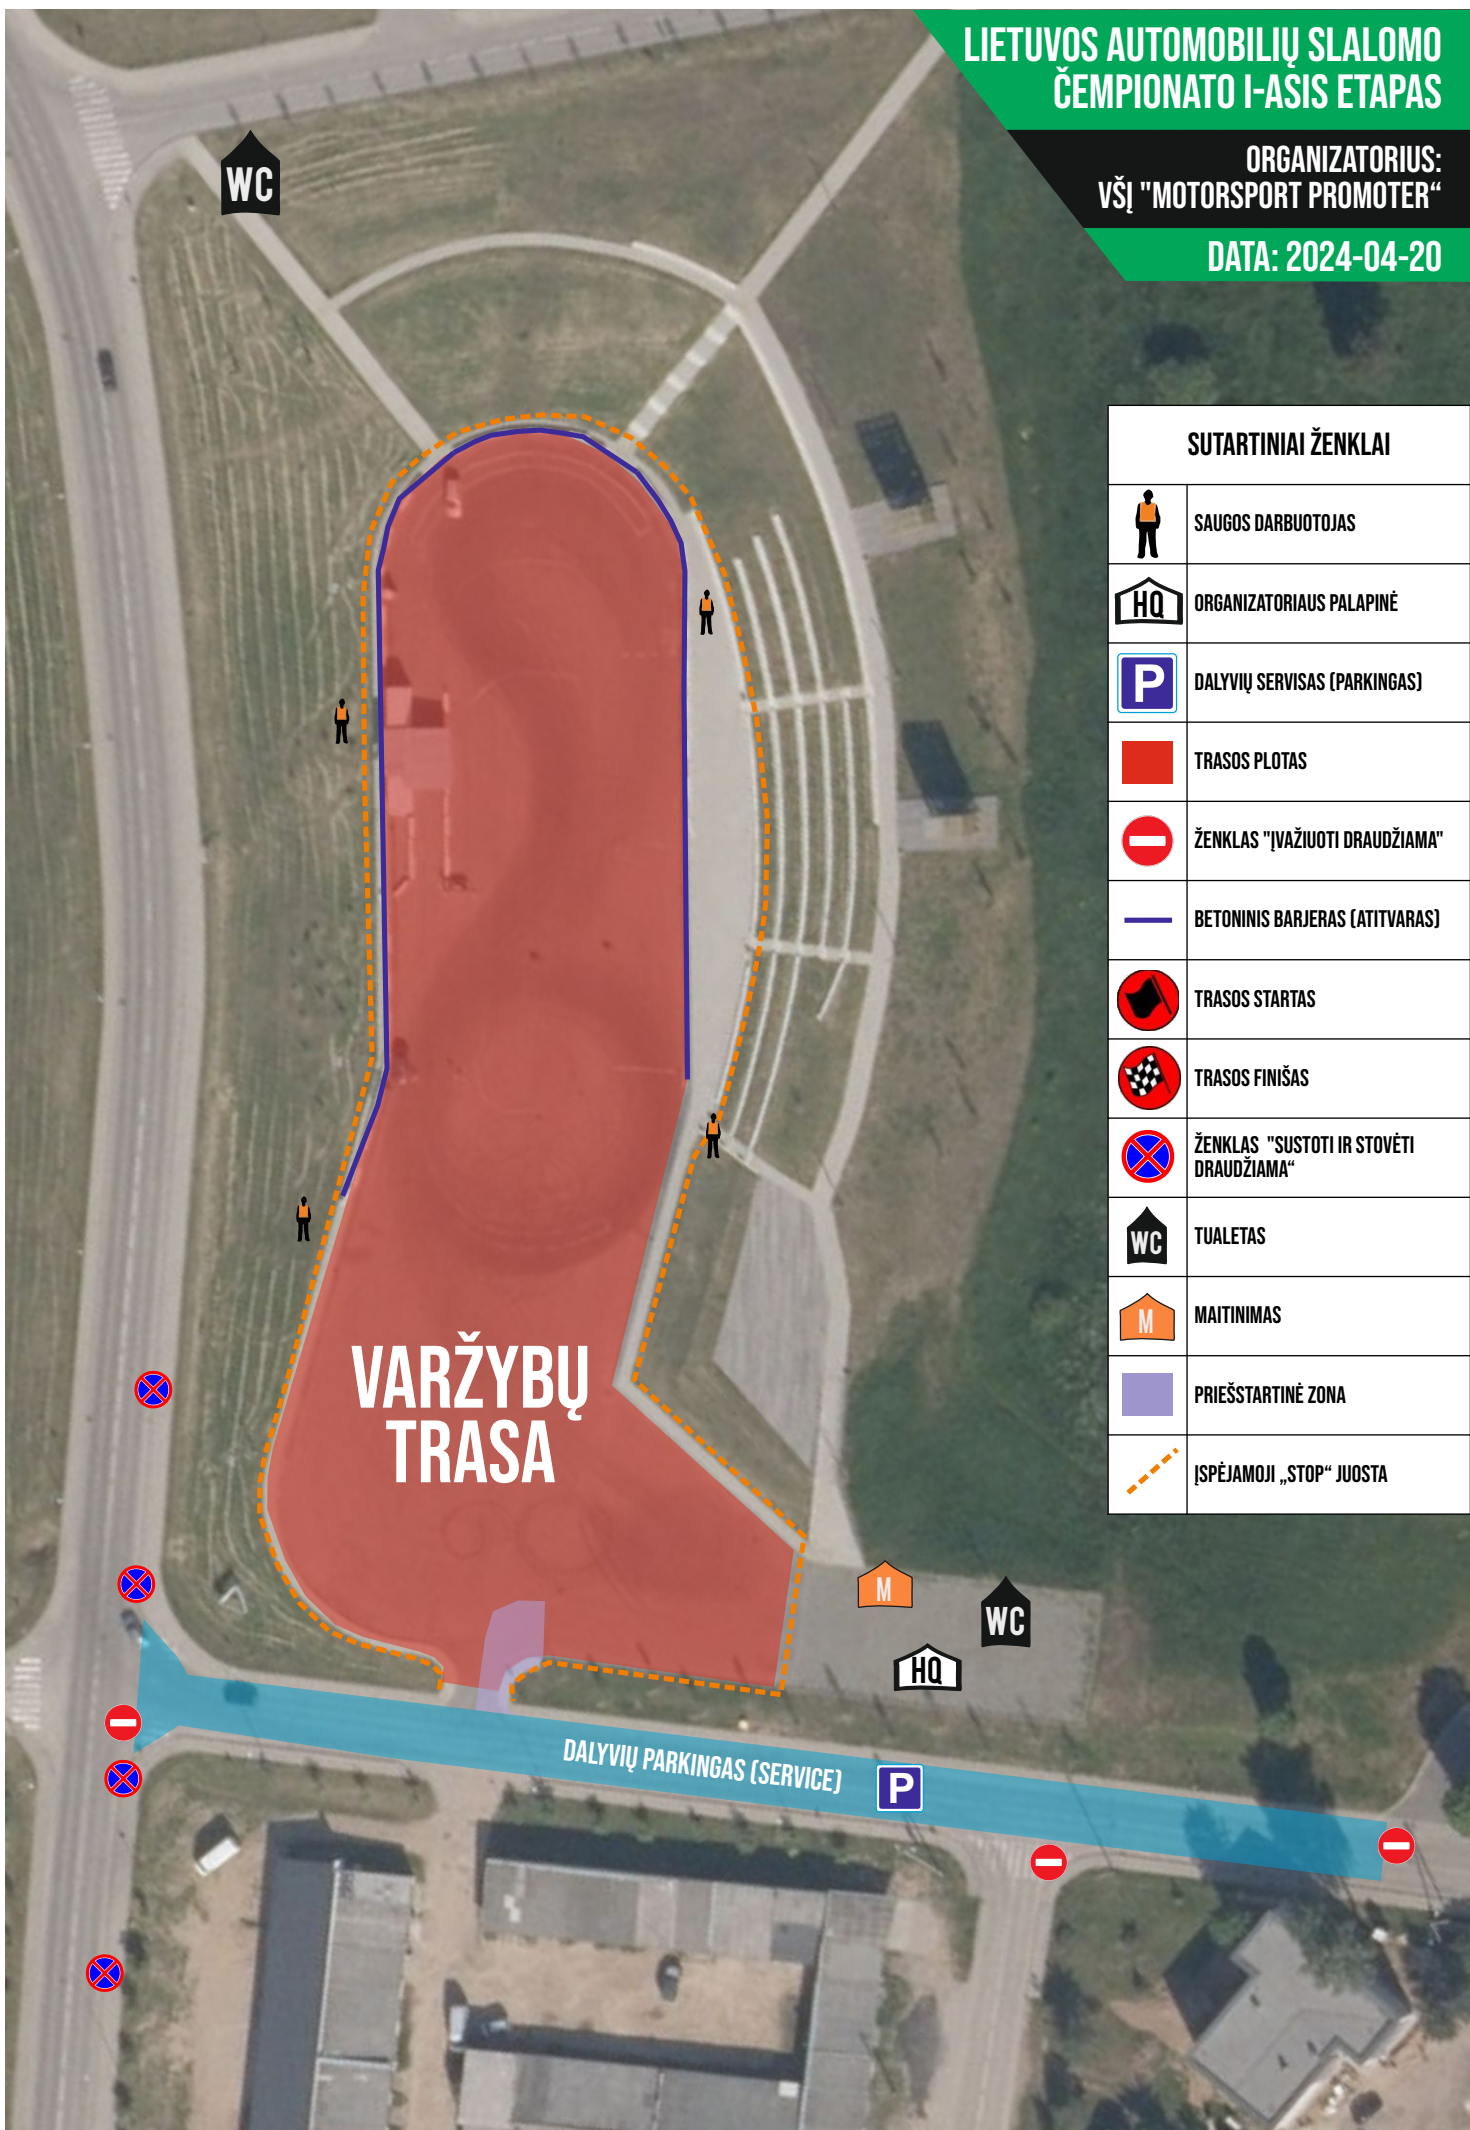 LIETUVOS AUTOMOBILIŲ SLALOMO
ČEMPIONATO I-ASIS ETAPAS
ORGANIZATORIUS:
VŠĮ "MOTORSPORT PROMOTER“
DATA: 2024-04-20
WC
SUTARTINIAI ŽENKLAI
SAUGOS DARBUOTOJAS
HQ ORGANIZATORIAUS PALAPINĖ
P DALYVIŲ SERVISAS (PARKINGAS)
TRASOS PLOTAS
ŽENKLAS "ĮVAŽIUOTI DRAUDŽIAMA"
BETONINIS BARJERAS (ATITVARAS)
TRASOS STARTAS
TRASOS FINIŠAS
ŽENKLAS "SUSTOTI IR STOVĖTI
DRAUDŽIAMA“
WC TUALETAS
M MAITINIMAS
PRIEŠSTARTINĖ ZONA
ĮSPĖJAMOJI „STOP“ JUOSTA
VARŽYBŲ
TRASA
M
WC
HQ
DALYVIŲ PARKINGAS (SERVICE)
P